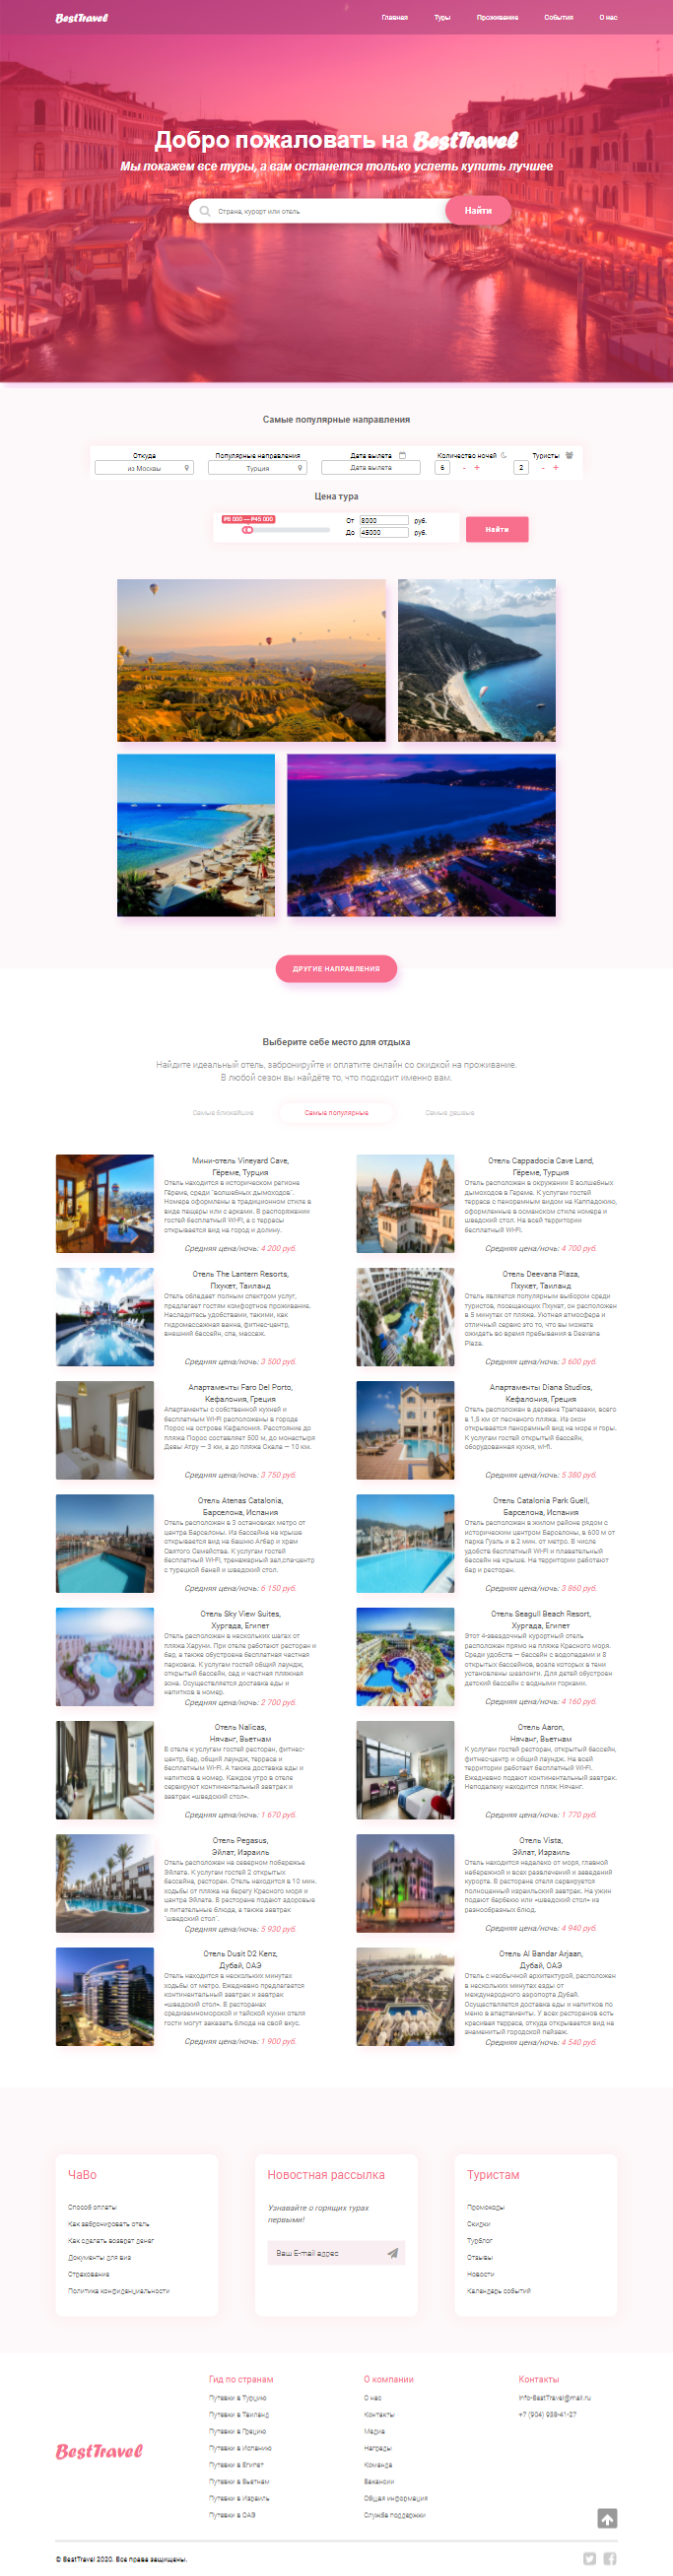 BestTravel
Главная Туры Проживание События О нас
Добро пожаловать на BestTravel
Мы покажем все туры, а вам останется только успеть купить лучшее
Страна, курорт или отель
Найти
Самые популярные направления
Откуда Популярные направления Дата вылета Количество ночей Туристы
из Москвы Турция Дата вылета 6 - + 2 - +
Цена тура
₽8 000 — ₽45 000
От 8000 руб.
До 45000 руб.
Найти
ДРУГИЕ НАПРАВЛЕНИЯ
Выберите себе место для отдыха
Найдите идеальный отель, забронируйте и оплатите онлайн со скидкой на проживание.
В любой сезон вы найдёте то, что подходит именно вам.
Самые ближайшие Самые популярные Самые дешевые
Мини-отель Vineyard Cave,
Гёреме, Турция
Отель находится в историческом регионе
Гёреме, среди "волшебных дымоходов".
Номера оформлены в традиционном стиле в
виде пещеры или с арками. В распоряжении
гостей бесплатный Wi-Fi, а с террасы
открывается вид на город и долину.
Средняя цена/ночь: 4 200 руб.
Отель Cappadocia Cave Land,
Гёреме, Турция
Отель расположен в окружении 8 волшебных
дымоходов в Гереме. К услугам гостей
терраса с панорамным видом на Каппадокию,
оформленные в османском стиле номера и
шведский стол. На всей территории
бесплатный Wi-Fi.
Средняя цена/ночь: 4 700 руб.
Отель The Lantern Resorts,
Пхукет, Таиланд
Отель обладает полным спектром услуг,
предлагает гостям комфортное проживание.
Насладитесь удобствами, такими, как
гидромассажная ванна, фитнес-центр,
внешний бассейн, спа, массаж.
Средняя цена/ночь: 3 500 руб.
Отель Deevana Plaza,
Пхукет, Таиланд
Отель является популярным выбором среди
туристов, посещающих Пхукет, он расположен
в 5 минутах от пляжа. Уютная атмосфера и
отличный сервис это то, что вы можете
ожидать во время пребывания в Deevana
Plaza.
Средняя цена/ночь: 3 600 руб.
Апартаменты Faro Del Porto,
Кефалония, Греция
Апартаменты с собственной кухней и
бесплатным Wi-Fi расположены в городе
Порос на острове Кефалония. Расстояние до
пляжа Порос составляет 500 м, до монастыря
Девы Атру — 3 км, а до пляжа Скала — 10 км.
Средняя цена/ночь: 3 750 руб.
Апартаменты Diana Studios,
Кефалония, Греция
Отель расположен в деревне Трапезаки, всего
в 1,5 км от песчаного пляжа. Из окон
открывается панорамный вид на море и горы.
К услугам гостей открытый бассейн,
оборудованная кухня, wi-fi.
Средняя цена/ночь: 5 380 руб.
Отель Atenas Catalonia,
Барселона, Испания
Отель расположен в 3 остановках метро от
центра Барселоны. Из бассейна на крыше
открывается вид на башню Агбар и храм
Святого Семейства. К услугам гостей
бесплатный Wi-Fi, тренажерный зал,спа-центр
с турецкой баней и шведский стол.
Средняя цена/ночь: 6 150 руб.
Отель Catalonia Park Guell,
Барселона, Испания
Отель расположен в жилом районе рядом с
историческим центром Барселоны, в 600 м от
парка Гуэль и в 2 мин. от метро. В числе
удобств бесплатный Wi-Fi и плавательный
бассейн на крыше. На территории работают
бар и ресторан.
Средняя цена/ночь: 3 860 руб.
Отель Sky View Suites,
Хургада, Египет
Отель расположен в нескольких шагах от
пляжа Харуни. При отеле работают ресторан и
бар, а также обустроена бесплатная частная
парковка. К услугам гостей общий лаундж,
открытый бассейн, сад и частная пляжная
зона. Осуществляется доставка еды и
напитков в номер.
Средняя цена/ночь: 2 700 руб.
Отель Seagull Beach Resort,
Хургада, Египет
Этот 4-звездочный курортный отель
расположен прямо на пляже Красного моря.
Среди удобств — бассейн с водопадами и 8
открытых бассейнов, возле которых в тени
установлены шезлонги. Для детей обустроен
детский бассейн с водными горками.
Средняя цена/ночь: 4 160 руб.
Отель Nalicas,
Нячанг, Вьетнам
В отеле к услугам гостей ресторан, фитнес-
центр, бар, общий лаундж, терраса и
бесплатным Wi-Fi. А также доставка еды и
напитков в номер. Каждое утро в отеле
сервируют континентальный завтрак и
завтрак «шведский стол».
Средняя цена/ночь: 1 670 руб.
Отель Aaron,
Нячанг, Вьетнам
К услугам гостей ресторан, открытый бассейн,
фитнес-центр и общий лаундж. На всей
территории работает бесплатный Wi-Fi.
Ежедневно подают континентальный завтрак.
Неподалеку находится пляж Нячанг.
Средняя цена/ночь: 1 770 руб.
Отель Pegasus,
Эйлат, Израиль
Отель расположен на северном побережье
Эйлата. К услугам гостей 2 открытых
бассейна, ресторан. Отель находится в 10 мин.
ходьбы от пляжа на берегу Красного моря и
центра Эйлата. В ресторане подают здоровые
и питательные блюда, а также завтрак
"шведский стол".
Средняя цена/ночь: 5 930 руб.
Отель Vista,
Эйлат, Израиль
Отель находится недалеко от моря, главной
набережной и всех развлечений и заведений
курорта. В ресторане отеля сервируется
полноценный израильский завтрак. На ужин
подают барбекю или «шведский стол» из
разнообразных блюд.
Средняя цена/ночь: 4 940 руб.
Отель Dusit D2 Kenz,
Дубай, ОАЭ
Отель находится в нескольких минутах
ходьбы от метро. Ежедневно предлагается
континентальный завтрак и завтрак
«шведский стол». В ресторанах
средиземноморской и тайской кухни отеля
гости могут заказать блюда на свой вкус.
Средняя цена/ночь: 1 900 руб.
Отель Al Bandar Arjaan,
Дубай, ОАЭ
Отель с необычной архитектурой, расположен
в нескольких минутах езды от
международного аэропорта Дубай.
Осуществляется доставка еды и напитков по
меню в апартаменты. У всех ресторанов есть
красивая терраса, откуда открывается вид на
знаменитый городской пейзаж.
Средняя цена/ночь: 4 540 руб.
ЧаВо
Способ оплаты
Как забронировать отель
Как сделать возврат денег
Документы для виз
Страхование
Политика конфиденциальности
Новостная рассылка
Узнавайте о горящих турах
первыми!
Ваш E-mail адрес
Туристам
Промокоды
Скидки
Турблог
Отзывы
Новости
Календарь событий
BestTravel
Гид по странам
Путевки в Турцию
Путевки в Таиланд
Путевки в Грецию
Путевки в Испанию
Путевки в Египет
Путевки в Вьетнам
Путевки в Израиль
Путевки в ОАЭ
О компании
О нас
Контакты
Медиа
Награды
Команда
Вакансии
Общая информация
Служба поддержки
Контакты
Info-BestTravel@mail.ru
+7 (904) 938-41-27
© BestTravel 2020. Все права защищены.